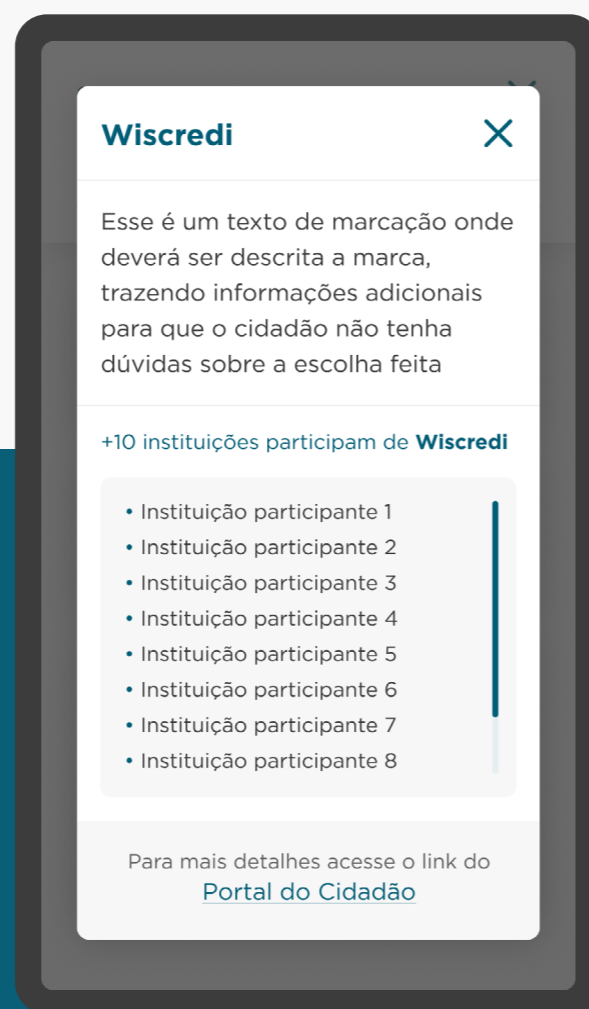 Wiscredi
Esse é um texto de marcação onde
deverá ser descrita a marca,
trazendo informações adicionais
para que o cidadão não tenha
dúvidas sobre a escolha feita
+10 instituições participam de Wiscredi
• Instituição participante 1
• Instituição participante 2
• Instituição participante 3
• Instituição participante 4
• Instituição participante 5
• Instituição participante 6
• Instituição participante 7
• Instituição participante 8
Para mais detalhes acesse o link do
Portal do Cidadão